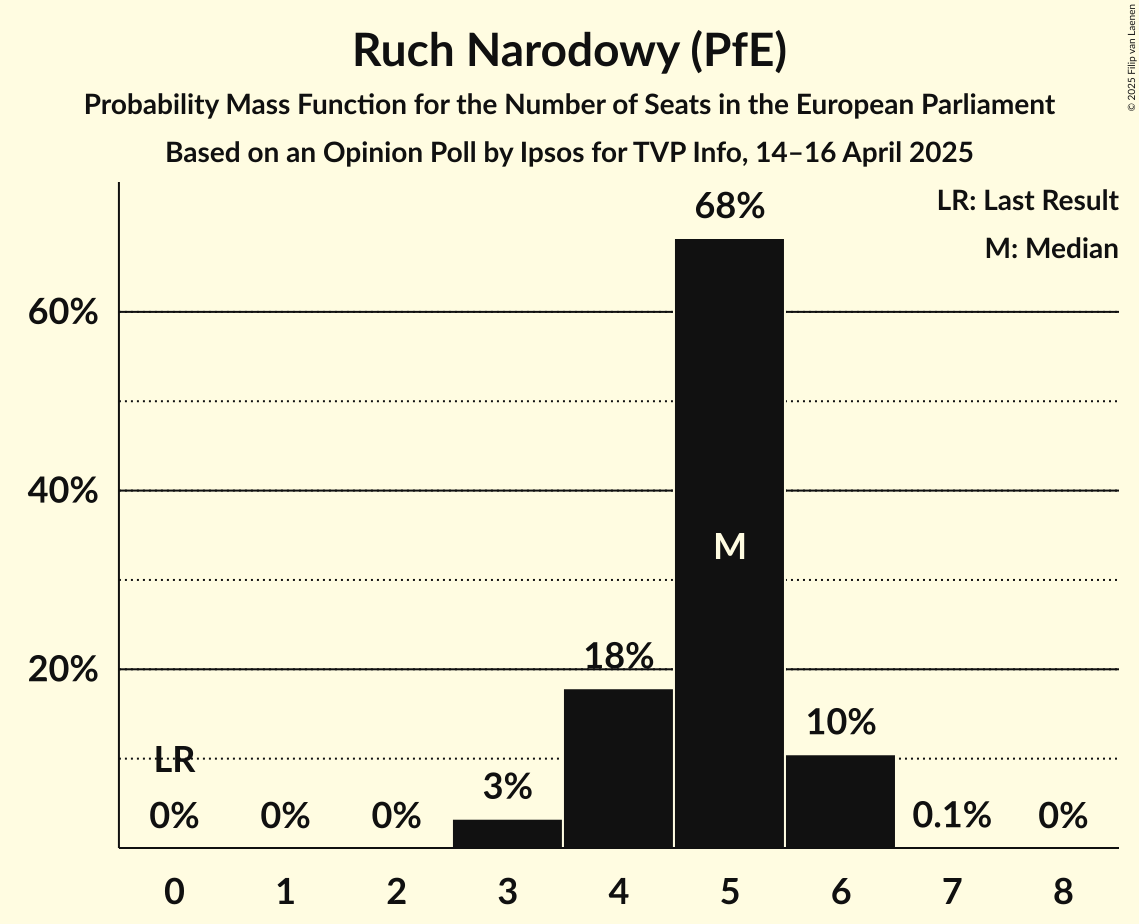 Ruch Narodowy (PfE)
Probability Mass Function for the Number of Seats in the European Parliament
Based on an Opinion Poll by Ipsos for TVP Info, 14–16 April 2025
© 2025 Filip van Laenen
LR: Last Result
M: Median
68%
60%
40%
M
20%
18%
10%
LR
3%
0%
0%
0%
0.1%
0%
0
1
2
3
4
5
6
7
8